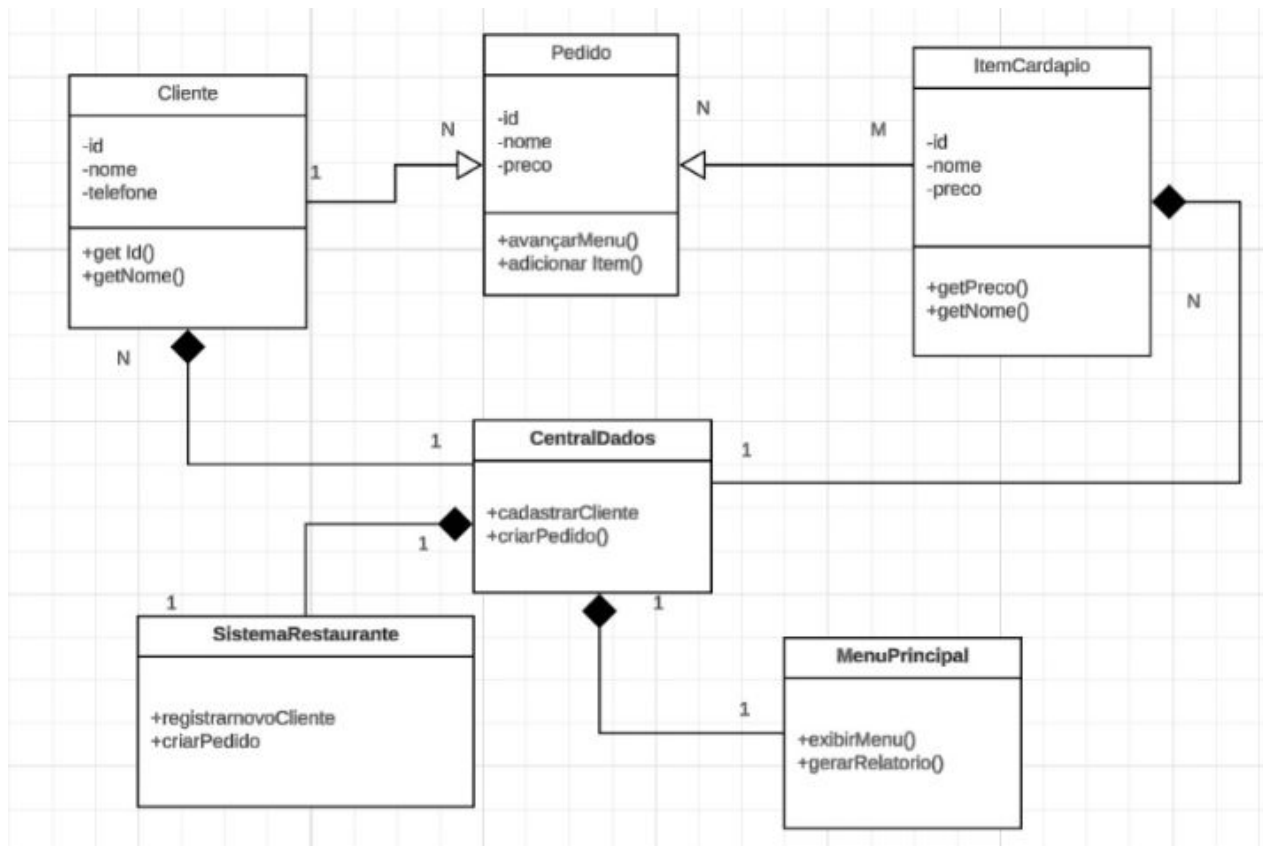 Cliente
-id
-nome
-telefone
+get Id()
+getNome()
1
N
Pedido
-id
-nome
-preco
+avançarMenu()
+adicionar Item()
N
M
ItemCardapio
-id
-nome
-preco
+getPreco()
+getNome()
N
N
1
CentralDados
+cadastrarCliente
+criarPedido()
1
1
1
SistemaRestaurante
+registrarnovoCliente
+criarPedido
1
1
MenuPrincipal
+exibirMenu()
+gerarRelatorio()